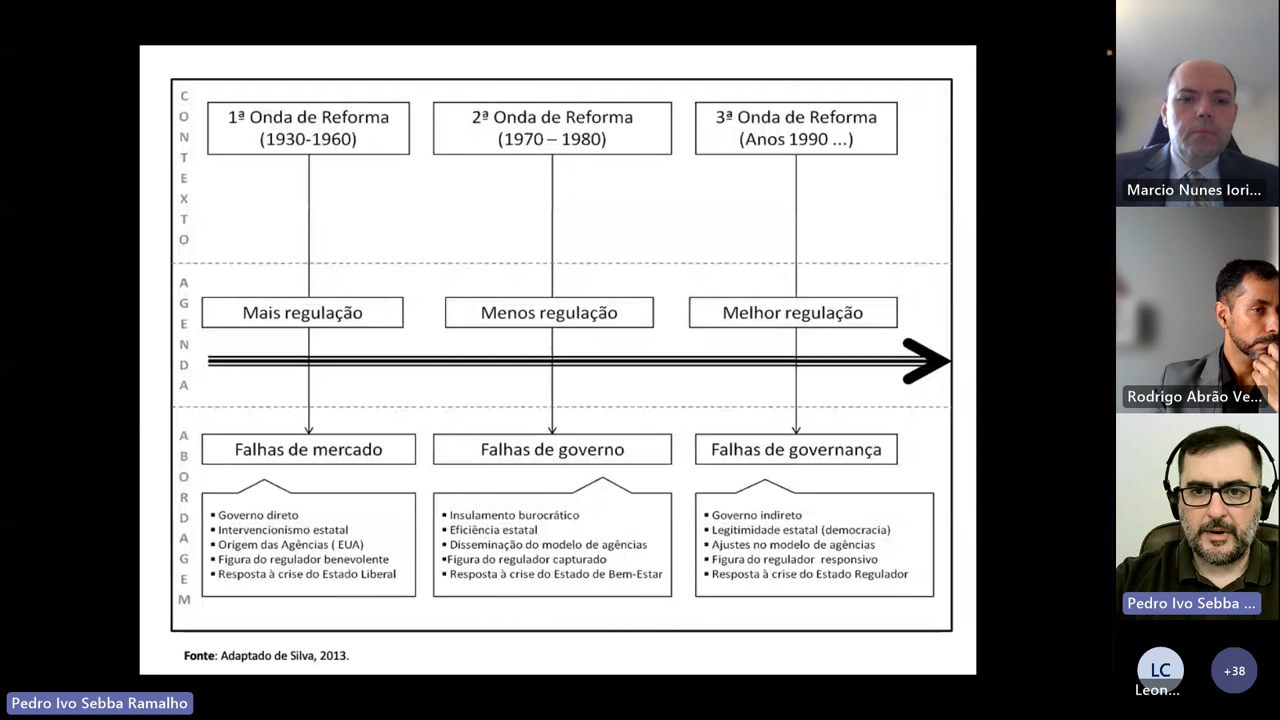 CONTEXTO
1ª Onda de Reforma
(1930-1960)
2ª Onda de Reforma
(1970 – 1980)
3ª Onda de Reforma
(Anos 1990 ...)
AGENDA
Mais regulação
Menos regulação
Melhor regulação
ABORDAGEM
Falhas de mercado
Falhas de governo
Falhas de governança
▪ Governo direto
▪ Intervencionismo estatal
▪ Origem das Agências ( EUA)
▪ Figura do regulador benevolente
▪ Resposta à crise do Estado Liberal
▪ Insulamento burocrático
▪ Eficiência estatal
▪ Disseminação do modelo de agências
▪Figura do regulador capturado
▪ Resposta à crise do Estado de Bem-Estar
▪ Governo indireto
▪ Legitimidade estatal (democracia)
▪ Ajustes no modelo de agências
▪ Figura do regulador responsivo
▪ Resposta à crise do Estado Regulador
Fonte: Adaptado de Silva, 2013.
Pedro Ivo Sebba Ramalho
Marcio Nunes Iori...
Rodrigo Abrão Ve...
Pedro Ivo Sebba ...
LC
Leon...
+38